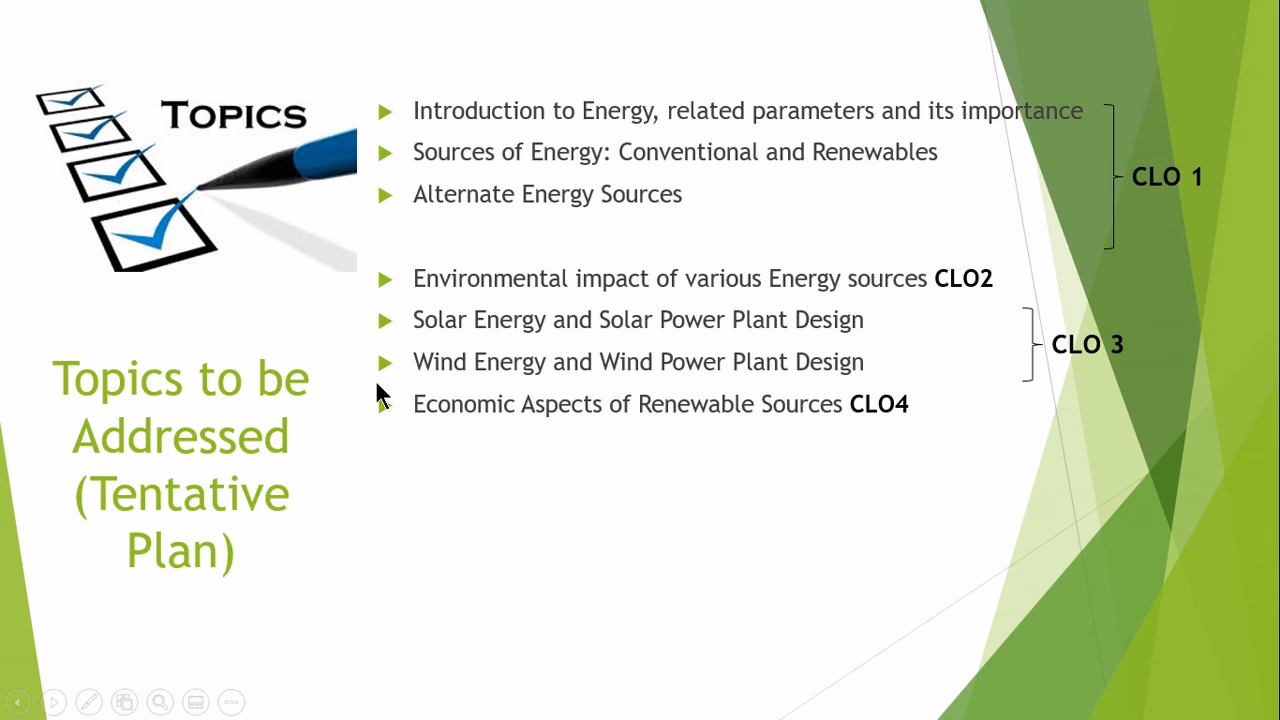 TOPICS
Introduction to Energy, related parameters and its importance
Sources of Energy: Conventional and Renewables
Alternate Energy Sources
CLO 1
Environmental impact of various Energy sources CLO2
Solar Energy and Solar Power Plant Design
Wind Energy and Wind Power Plant Design
CLO 3
Economic Aspects of Renewable Sources CLO4
Topics to be
Addressed
(Tentative
Plan)